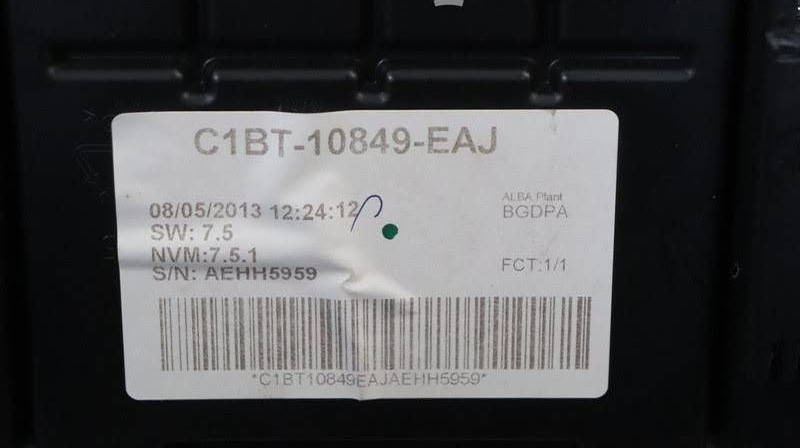 C1BT-10849-EAJ
08/05/2013 12:24:12
ALBA Plant
BGDPA
SW: 7.5
NVM:7.5.1
FCT:1/1
S/N: AEHH5959
*C1BT10849EAJAEHH5959*